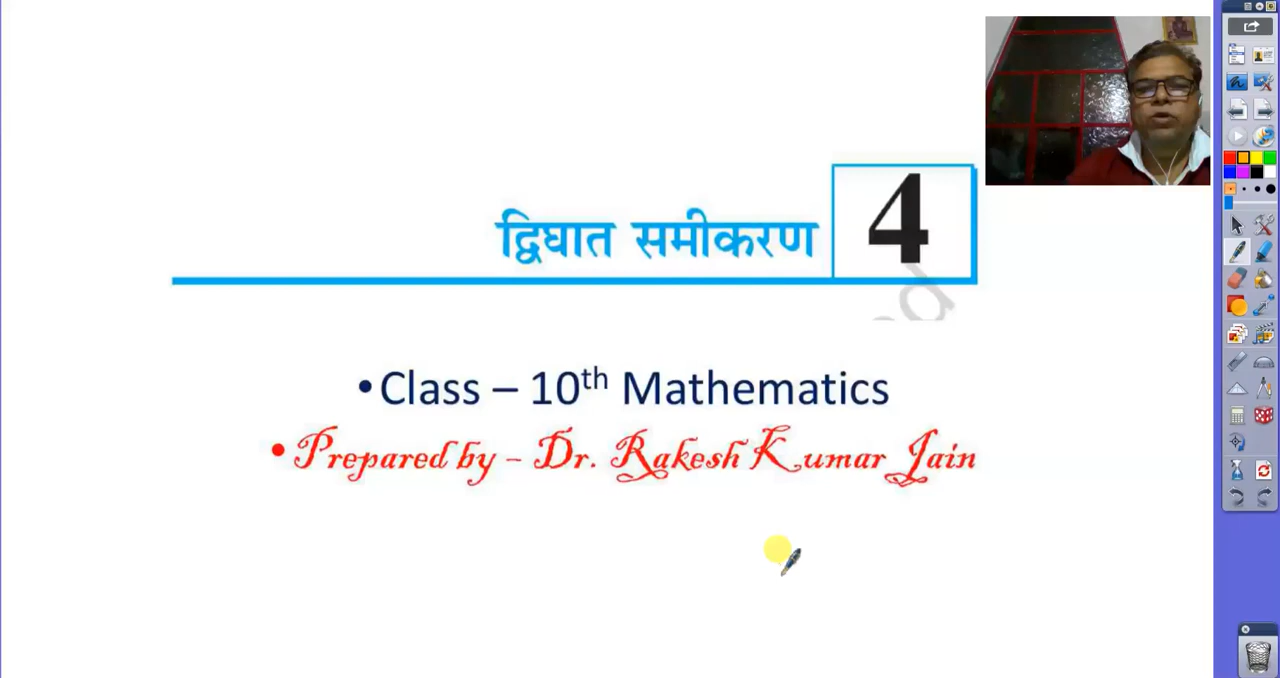 द्विघात समीकरण 4
•Class – 10th Mathematics
•Prepared by – Dr. Rakesh Kumar Jain